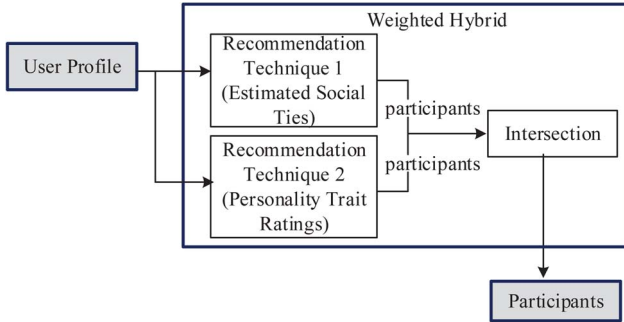 Weighted Hybrid
User Profile
Recommendation
Technique 1
(Estimated Social
Ties)
participants
Intersection
participants
Recommendation
Technique 2
(Personality Trait
Ratings)
Participants